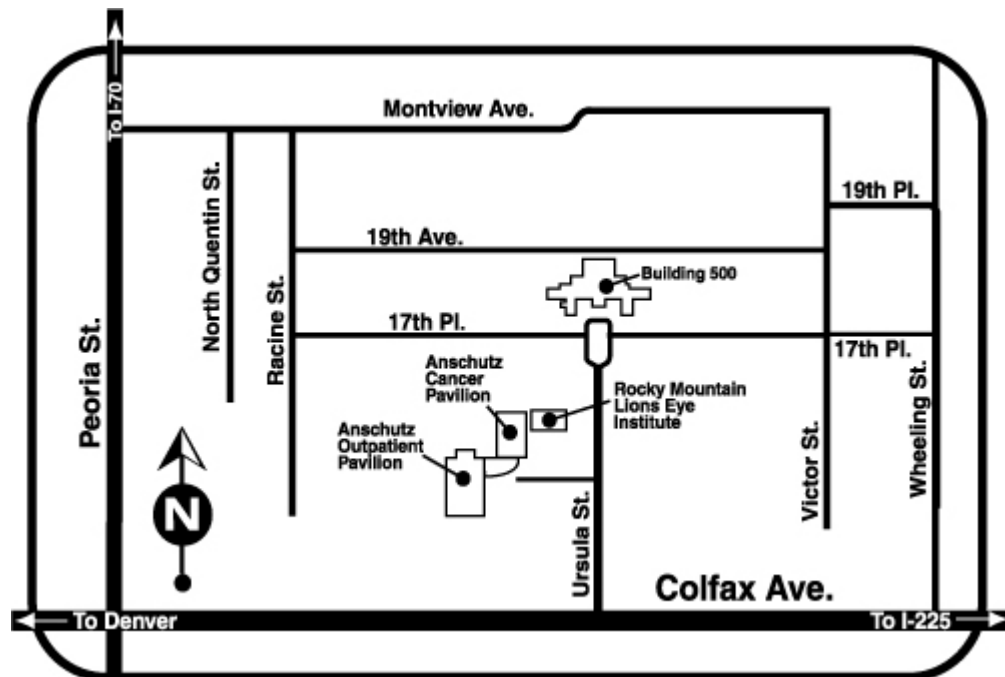 To I-70
Montview Ave.
North Quentin St.
19th Pl.
19th Ave.
Building 500
Racine St.
17th Pl.
17th Pl.
Peoria St.
Anschutz
Cancer
Pavilion
Rocky Mountain
Lions Eye
Institute
Anschutz
Outpatient
Pavilion
Victor St.
Wheeling St.
N
Ursula St.
Colfax Ave.
To Denver
To I-225